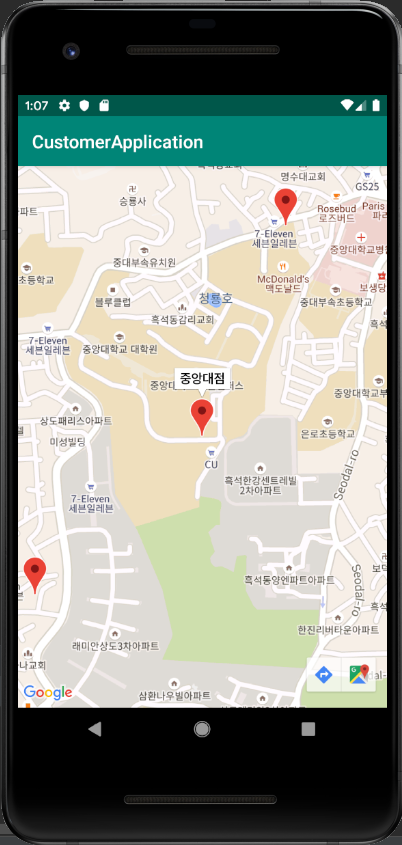 1:07
CustomerApplication
명수대교회
GS25
승룡사
Rosebud
로즈버드
Paris
7-Eleven
세븐일레븐
중앙대학교병
중대부속유치원
초등학교
McDonald's
맥도날드
보생당
블루클럽
청룡호
중대부속초등학교
흑석동감리교회
7-Eleven
세븐일레븐
중앙대학교 대학원
중앙대점
중앙대
퍼스
중앙대학교부
상도패리스아파트
미성빌딩
은로초등학교
CU
Seodal-ro
흑석한강센트레빌
2차아파트
7-Eleven
세븐일레븐
흑석동양엔파트아파트
Seodal-ro
한진리버타운아파트
래미안상도3차아파트
나교회
Google
삼환나우빌아파트